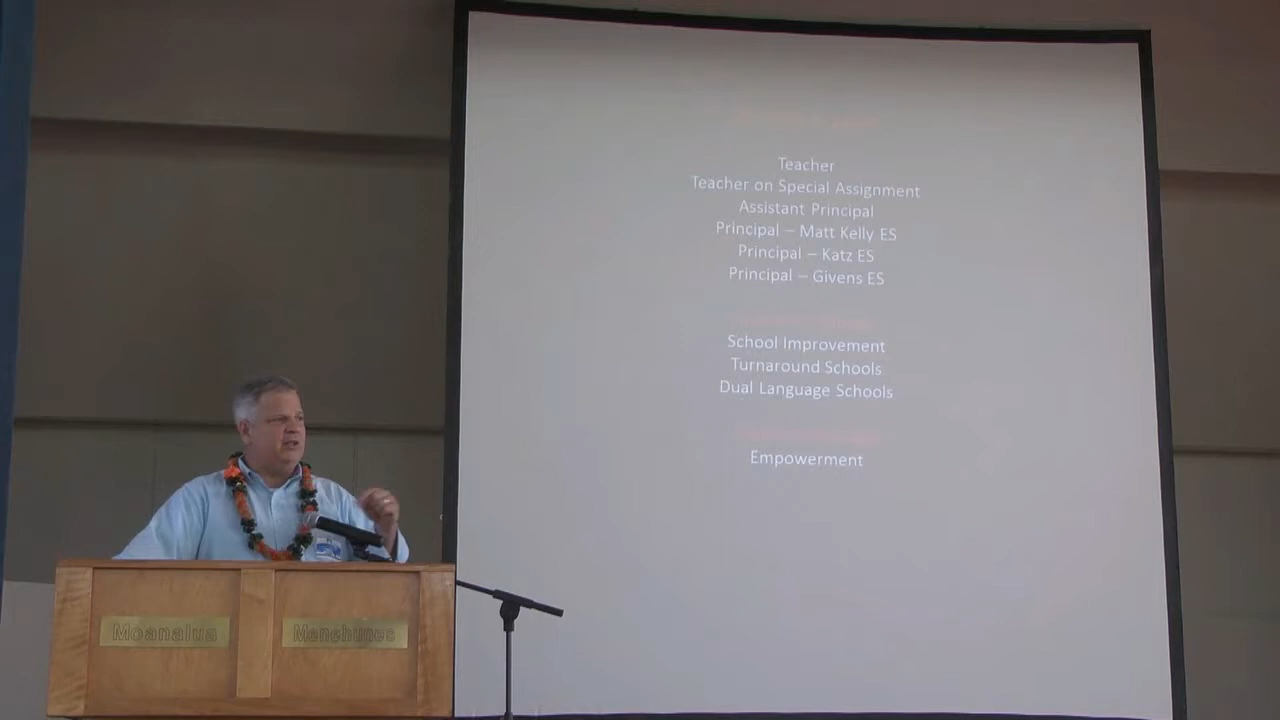 Teacher
Teacher on Special Assignment
Assistant Principal
Principal – Matt Kelly ES
Principal – Katz ES
Principal – Givens ES
School Improvement
Turnaround Schools
Dual Language Schools
Empowerment
Moanalua
Menehunes